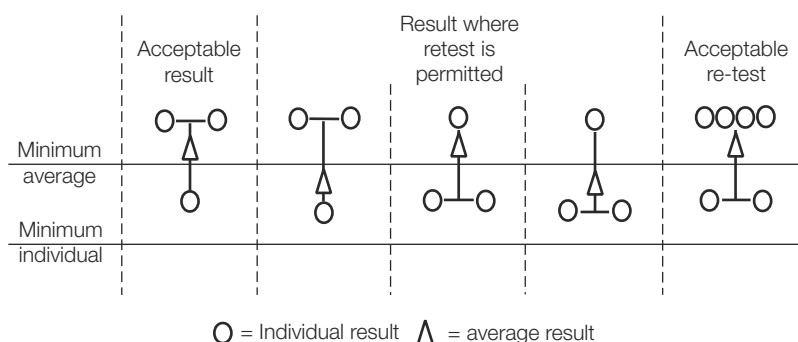 Acceptable
result
Result where
retest is
permitted
Acceptable
re-test
Minimum
average
Minimum
individual
= Individual result
= average result